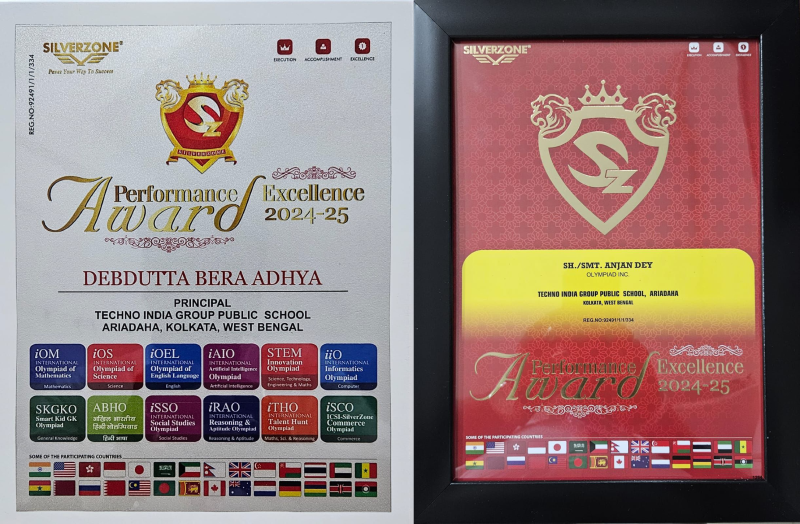 SILVERZONE®
Pave Your Way To Success
EXECUTION
ACCOMPLISHMENT
EXCELLENCE
REG.NO:92491/1/1/334
SZ
SILVERZONE
Performance Excellence
Award 2024-25
DEBDUTTA BERA ADHYA
PRINCIPAL
TECHNO INDIA GROUP PUBLIC SCHOOL
ARIADAHA, KOLKATA, WEST BENGAL
iOM
INTERNATIONAL
Olympiad of
Mathematics
Mathematics
iOS
INTERNATIONAL
Olympiad of
Science
Science
iOEL
INTERNATIONAL
Olympiad of
English Language
English
iAIO
INTERNATIONAL
Artificial Intelligence
Olympiad
Artificial Intelligence
STEM
Innovation
Olympiad
Science, Technology,
Engineering & Maths
iiO
INTERNATIONAL
Informatics
Olympiad
Computer
SKGKO
Smart Kid GK
Olympiad
General Knowledge
ABHO
अखिल भारतीय
हिंदी ओलम्पियाड
हिन्दी भाषा
iSSO
INTERNATIONAL
Social Studies
Olympiad
Social Studies
iRAO
INTERNATIONAL
Reasoning &
Aptitude Olympiad
Reasoning & Aptitude
iTHO
INTERNATIONAL
Talent Hunt
Olympiad
Maths, Sci. & Reasoning
iSCO
ICSI-SilverZone
Commerce
Olympiad
Commerce
SOME OF THE PARTICIPATING COUNTRIES
SILVERZONE®
EXECUTION
ACCOMPLISHMENT
EXCELLENCE
SZ
SH./SMT. ANJAN DEY
OLYMPIAD INC.
TECHNO INDIA GROUP PUBLIC SCHOOL, ARIADAHA
KOLKATA, WEST BENGAL
REG.NO:92491/1/1/334
Performance Excellence
Award 2024-25
SOME OF THE PARTICIPATING COUNTRIES